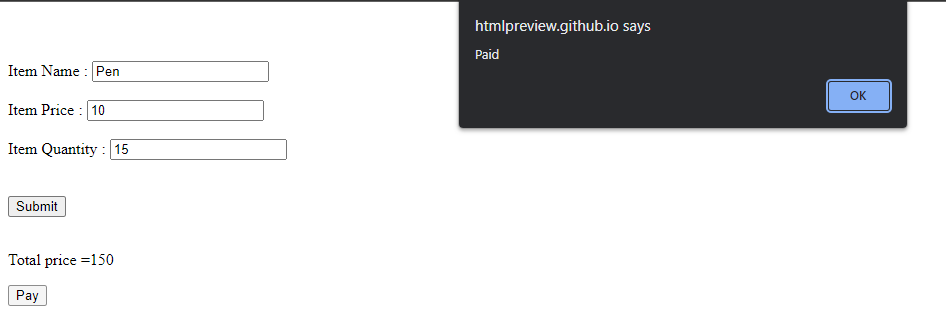 htmlpreview.github.io says
Paid
OK
Item Name : Pen
Item Price : 10
Item Quantity : 15
Submit
Total price =150
Pay